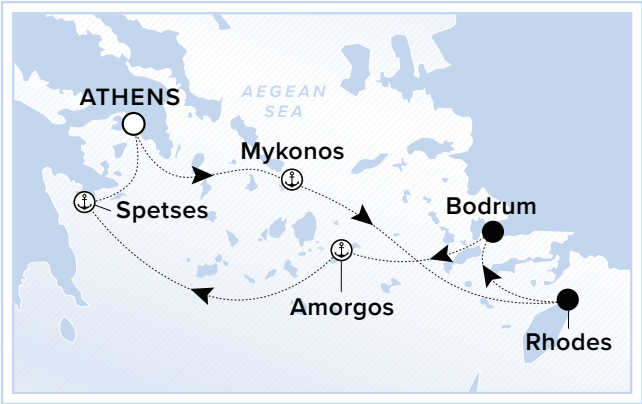 AEGEAN
SEA
ATHENS
Mykonos
Spetses
Bodrum
Amorgos
Rhodes